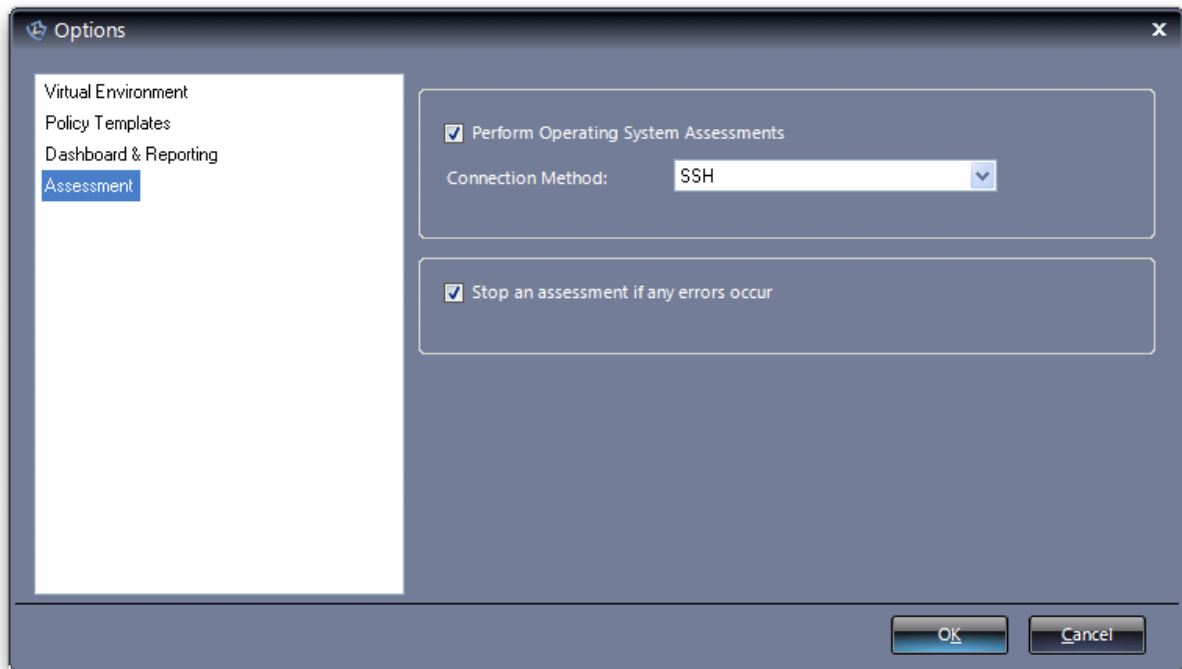 Options
x
Virtual Environment
Policy Templates
Dashboard & Reporting
Assessment
Perform Operating System Assessments
Connection Method: SSH
Stop an assessment if any errors occur
OK Cancel